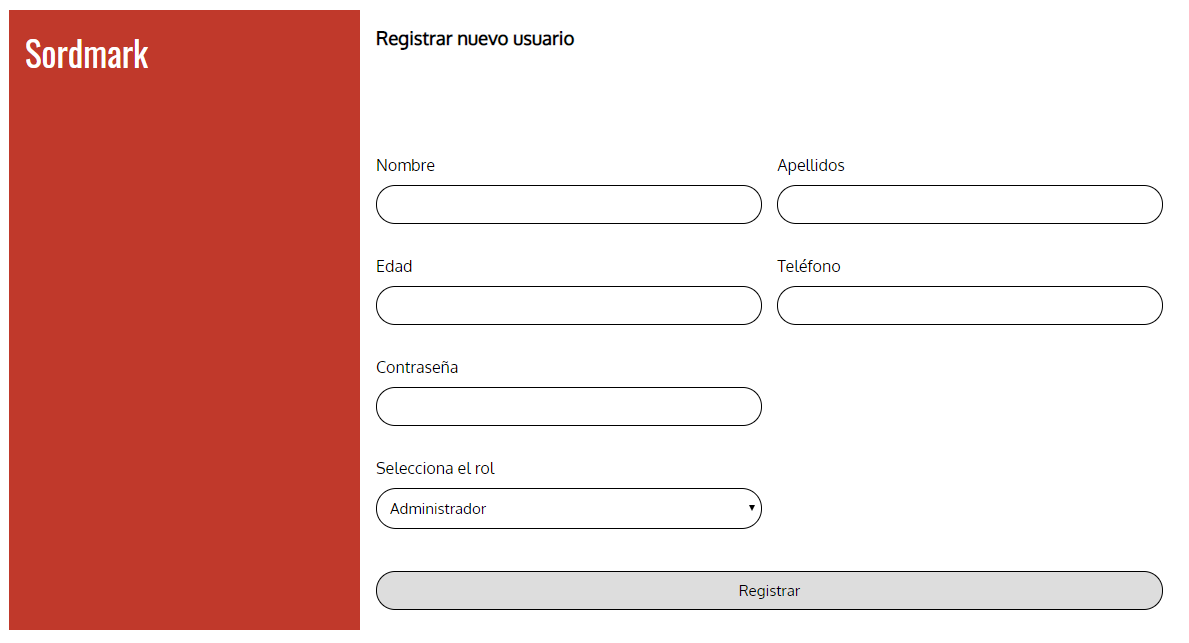 Sordmark
Registrar nuevo usuario
Nombre
Apellidos
Edad
Teléfono
Contraseña
Selecciona el rol
Administrador
Registrar